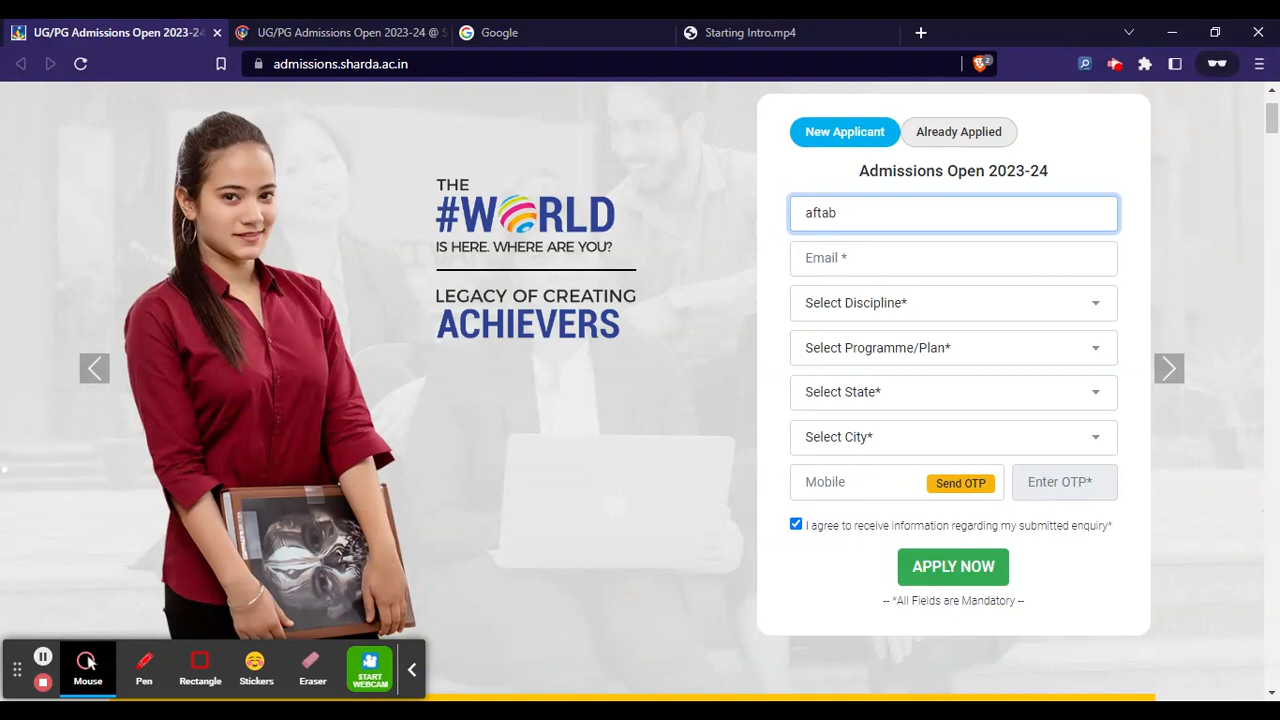 UG/PG Admissions Open 2023-24
UG/PG Admissions Open 2023-24 @ S
Google
Starting Intro.mp4
admissions.sharda.ac.in
2
New Applicant
Already Applied
Admissions Open 2023-24
aftab
Email *
Select Discipline*
Select Programme/Plan*
Select State*
Select City*
Mobile
Send OTP
Enter OTP*
I agree to receive information regarding my submitted enquiry*
APPLY NOW
-- *All Fields are Mandatory --
THE
#WORLD
IS HERE. WHERE ARE YOU?
LEGACY OF CREATING
ACHIEVERS
Mouse
Pen
Rectangle
Stickers
Eraser
START
WEBCAM